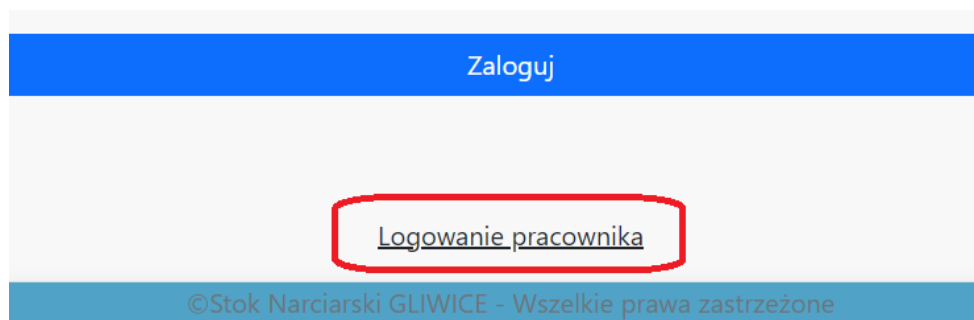 Zaloguj
Logowanie pracownika
©Stok Narciarski GLIWICE - Wszelkie prawa zastrzeżone